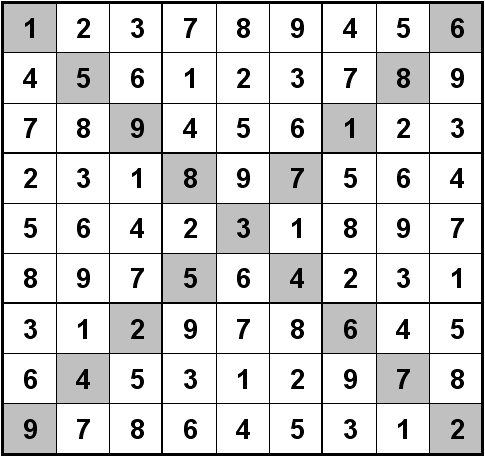 1 2 3 7 8 9 4 5 6
4 5 6 1 2 3 7 8 9
7 8 9 4 5 6 1 2 3
2 3 1 8 9 7 5 6 4
5 6 4 2 3 1 8 9 7
8 9 7 5 6 4 2 3 1
3 1 2 9 7 8 6 4 5
6 4 5 3 1 2 9 7 8
9 7 8 6 4 5 3 1 2